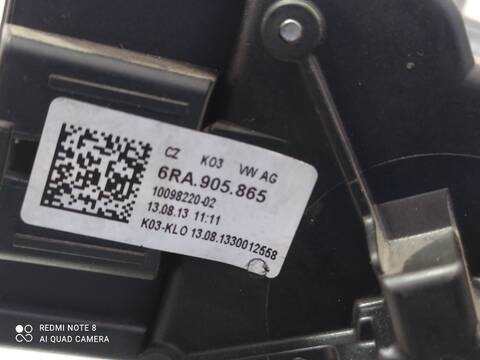 CZ K03 VW AG
6RA.905.865
10098220-02
13.08.13 11:11
K03-KLO 13.08.1330012558
REDMI NOTE 8
AI QUAD CAMERA